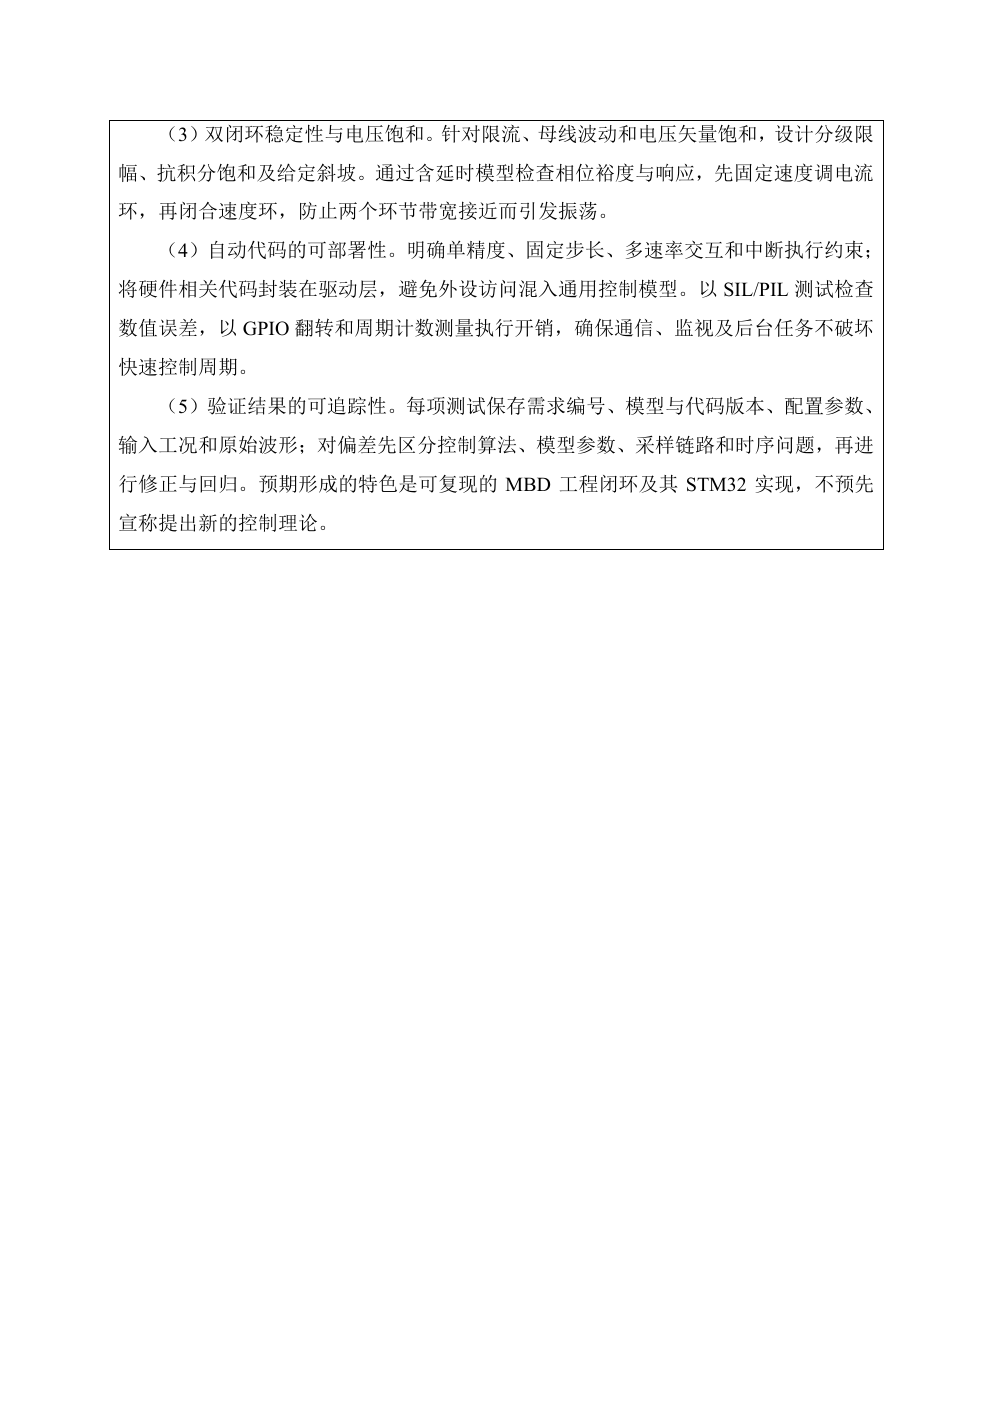 （3）双闭环稳定性与电压饱和。针对限流、母线波动和电压矢量饱和，设计分级限
幅、抗积分饱和及给定斜坡。通过含延时模型检查相位裕度与响应，先固定速度调电流
环，再闭合速度环，防止两个环节带宽接近而引发振荡。
（4）自动代码的可部署性。明确单精度、固定步长、多速率交互和中断执行约束；
将硬件相关代码封装在驱动层，避免外设访问混入通用控制模型。以 SIL/PIL 测试检查
数值误差，以 GPIO 翻转和周期计数测量执行开销，确保通信、监视及后台任务不破坏
快速控制周期。
（5）验证结果的可追踪性。每项测试保存需求编号、模型与代码版本、配置参数、
输入工况和原始波形；对偏差先区分控制算法、模型参数、采样链路和时序问题，再进
行修正与回归。预期形成的特色是可复现的 MBD 工程闭环及其 STM32 实现，不预先
宣称提出新的控制理论。